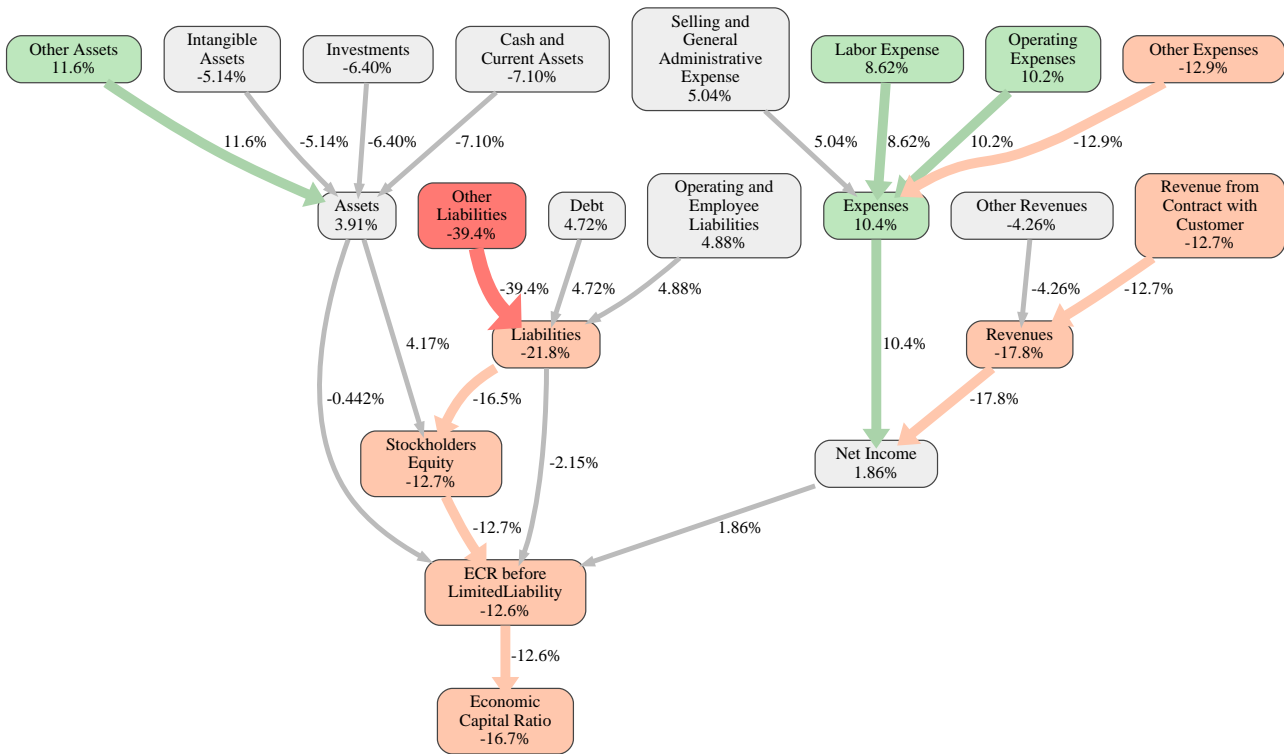 Other Assets
11.6%
Intangible
Assets
-5.14%
Investments
-6.40%
Cash and
Current Assets
-7.10%
Selling and
General
Administrative
Expense
5.04%
Labor Expense
8.62%
Operating
Expenses
10.2%
Other Expenses
-12.9%
11.6%
-5.14%
-6.40%
-7.10%
5.04%
8.62%
10.2%
-12.9%
Assets
3.91%
Other
Liabilities
-39.4%
Debt
4.72%
Operating and
Employee
Liabilities
4.88%
Expenses
10.4%
Other Revenues
-4.26%
Revenue from
Contract with
Customer
-12.7%
-39.4%
4.72%
4.88%
-4.26%
-12.7%
Liabilities
-21.8%
Revenues
-17.8%
4.17%
10.4%
-0.442%
-16.5%
-17.8%
Stockholders
Equity
-12.7%
-2.15%
Net Income
1.86%
-12.7%
1.86%
ECR before
LimitedLiability
-12.6%
-12.6%
Economic
Capital Ratio
-16.7%